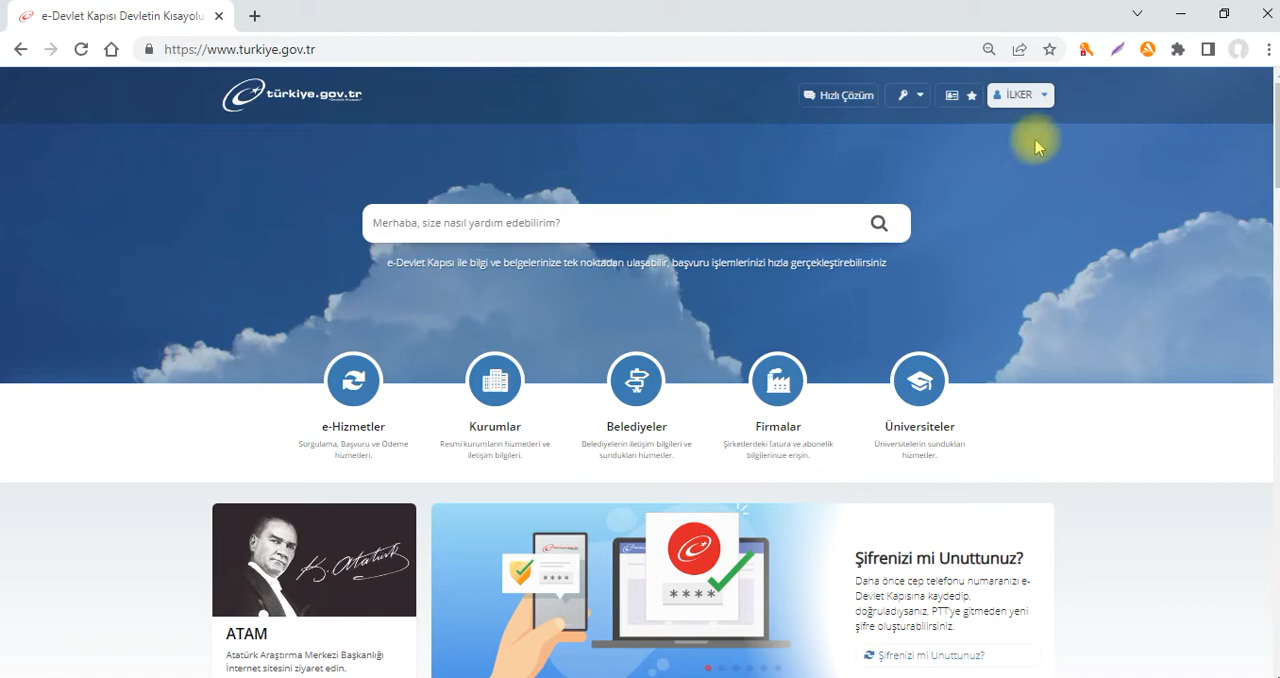 e-Devlet Kapısı Devletin Kısayolu
https://www.turkiye.gov.tr
türkiye.gov.tr
Hızlı Çözüm
İLKER
Merhaba, size nasıl yardım edebilirim?
e-Devlet Kapısı ile bilgi ve belgelerinize tek noktadan ulaşabilir, başvuru işlemlerinizi hızla gerçekleştirebilirsiniz
e-Hizmetler
Sorgulama, Başvuru ve Ödeme
hizmetleri.
Kurumlar
Resmi kurumların hizmetleri ve
iletişim bilgileri.
Belediyeler
Belediyelerin iletişim bilgileri ve
sundukları hizmetler.
Firmalar
Şirketlerdeki fatura ve abonelik
bilgilerinize erişin.
Üniversiteler
Üniversitelerin sundukları
hizmetler.
K. Atatürk
ATAM
Atatürk Araştırma Merkezi Başkanlığı
İnternet sitesini ziyaret edin.
* * * *
* * * *
Şifrenizi mi Unuttunuz?
Daha önce cep telefonu numaranızı e-
Devlet Kapısına kaydedip,
doğruladıysanız, PTT'ye gitmeden yeni
şifre oluşturabilirsiniz.
Şifrenizi mi Unuttunuz?